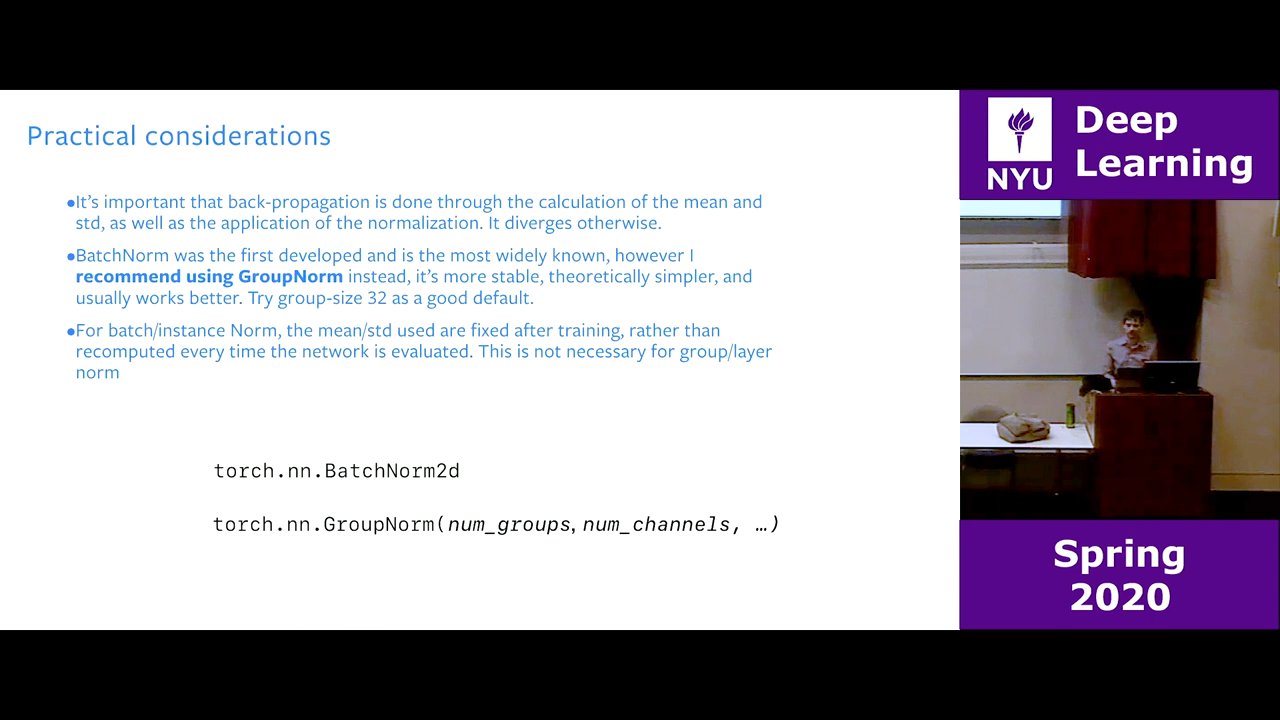 Practical considerations
•It's important that back-propagation is done through the calculation of the mean and
std, as well as the application of the normalization. It diverges otherwise.
•BatchNorm was the first developed and is the most widely known, however I
recommend using GroupNorm instead, it's more stable, theoretically simpler, and
usually works better. Try group-size 32 as a good default.
•For batch/instance Norm, the mean/std used are fixed after training, rather than
recomputed every time the network is evaluated. This is not necessary for group/layer
norm
torch.nn.BatchNorm2d
torch.nn.GroupNorm(num_groups, num_channels, …)
NYU
Deep
Learning
Spring
2020